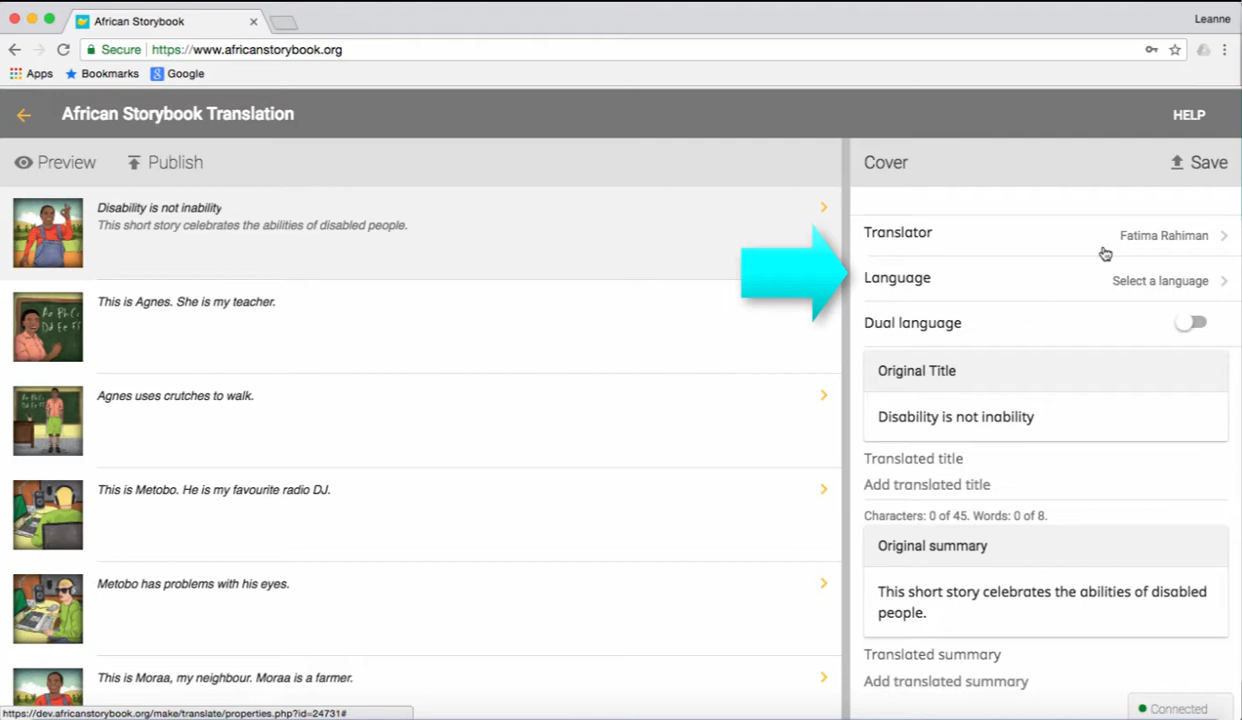 African Storybook
Leanne
Secure https://www.africanstorybook.org
Apps Bookmarks Google
African Storybook Translation
HELP
Preview Publish
Disability is not inability
This short story celebrates the abilities of disabled people.
This is Agnes. She is my teacher.
Agnes uses crutches to walk.
This is Metobo. He is my favourite radio DJ.
Metobo has problems with his eyes.
This is Moraa, my neighbour. Moraa is a farmer.
https://dev.africanstorybook.org/make/translate/properties.php?id=24731#
Cover Save
Translator Fatima Rahiman
Language Select a language
Dual language
Original Title
Disability is not inability
Translated title
Add translated title
Characters: 0 of 45. Words: 0 of 8.
Original summary
This short story celebrates the abilities of disabled
people.
Translated summary
Add translated summary
Connected